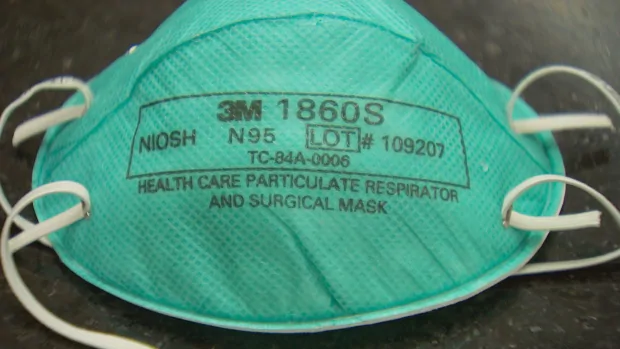 3M 1860S
NIOSH N95 LOT# 109207
TC-84A-0006
HEALTH CARE PARTICULATE RESPIRATOR
AND SURGICAL MASK